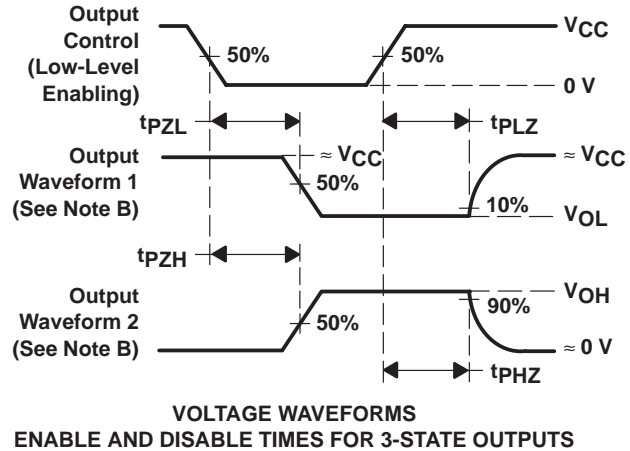 Output
Control
(Low-Level
Enabling)
50%
50%
VCC
0 V
tPZL
tPLZ
Output
Waveform 1
(See Note B)
≈ VCC
50%
≈ VCC
10%
VOL
tPZH
Output
Waveform 2
(See Note B)
50%
VOH
90%
≈ 0 V
tPHZ
VOLTAGE WAVEFORMS
ENABLE AND DISABLE TIMES FOR 3-STATE OUTPUTS